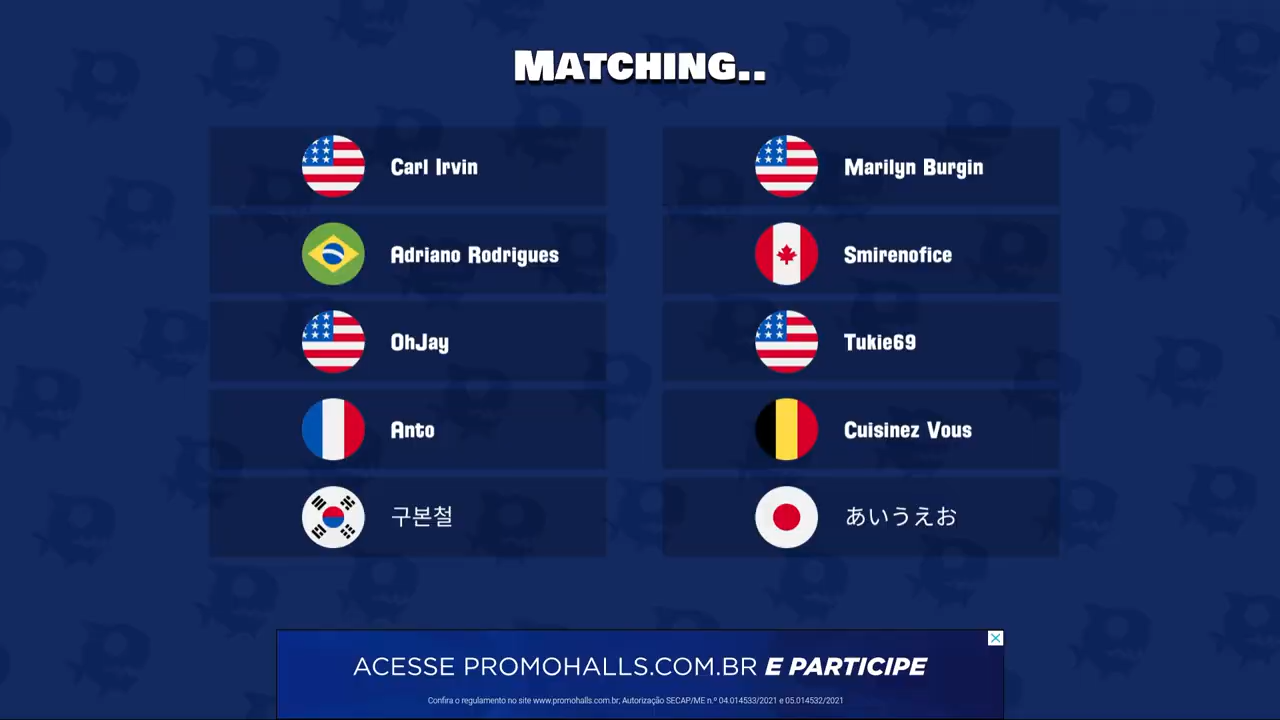 MATCHING..
Carl Irvin
Marilyn Burgin
Adriano Rodrigues
Smirenofice
OhJay
Tukie69
Anto
Cuisinez Vous
구본철
あいうえお
ACESSE PROMOHALLS.COM.BR E PARTICIPE
Confira o regulamento no site www.promohalls.com.br; Autorização SECAP/ME n.º 04.014533/2021 e 05.014532/2021